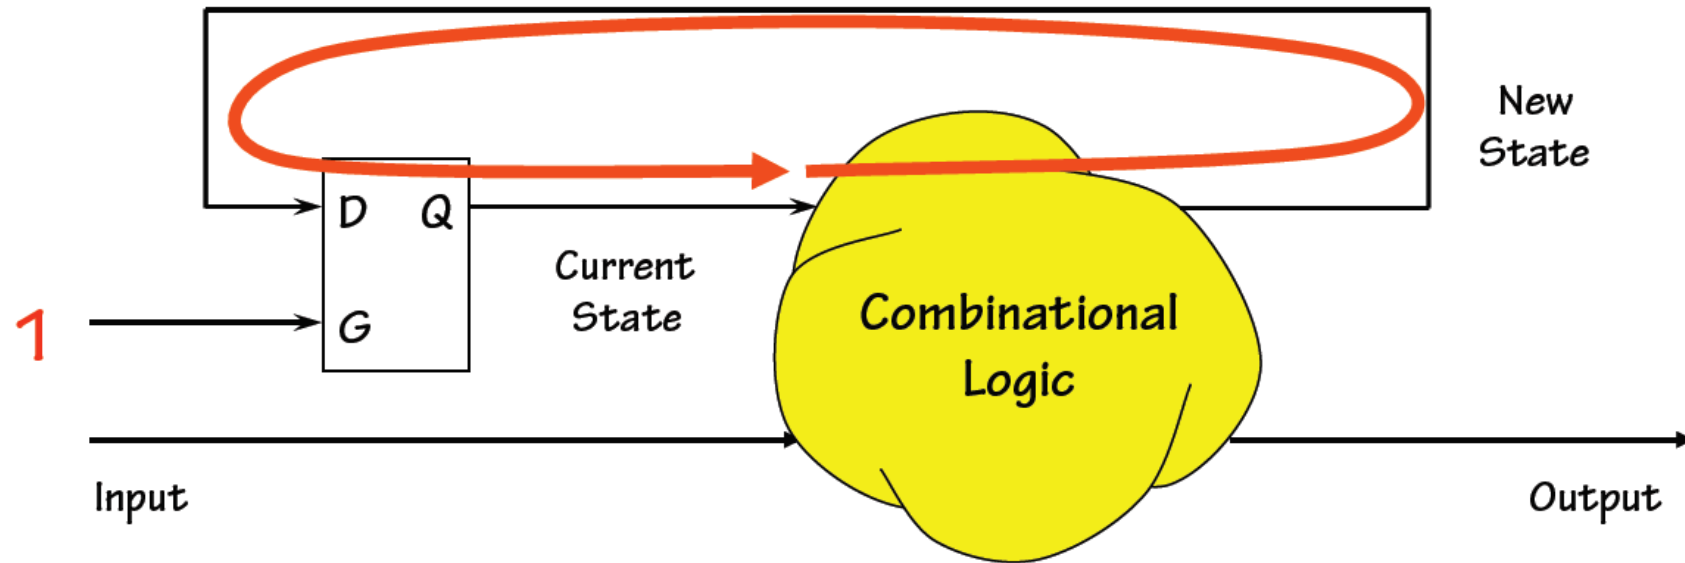 New
State
D Q
Current
State
1
G
Combinational
Logic
Input
Output